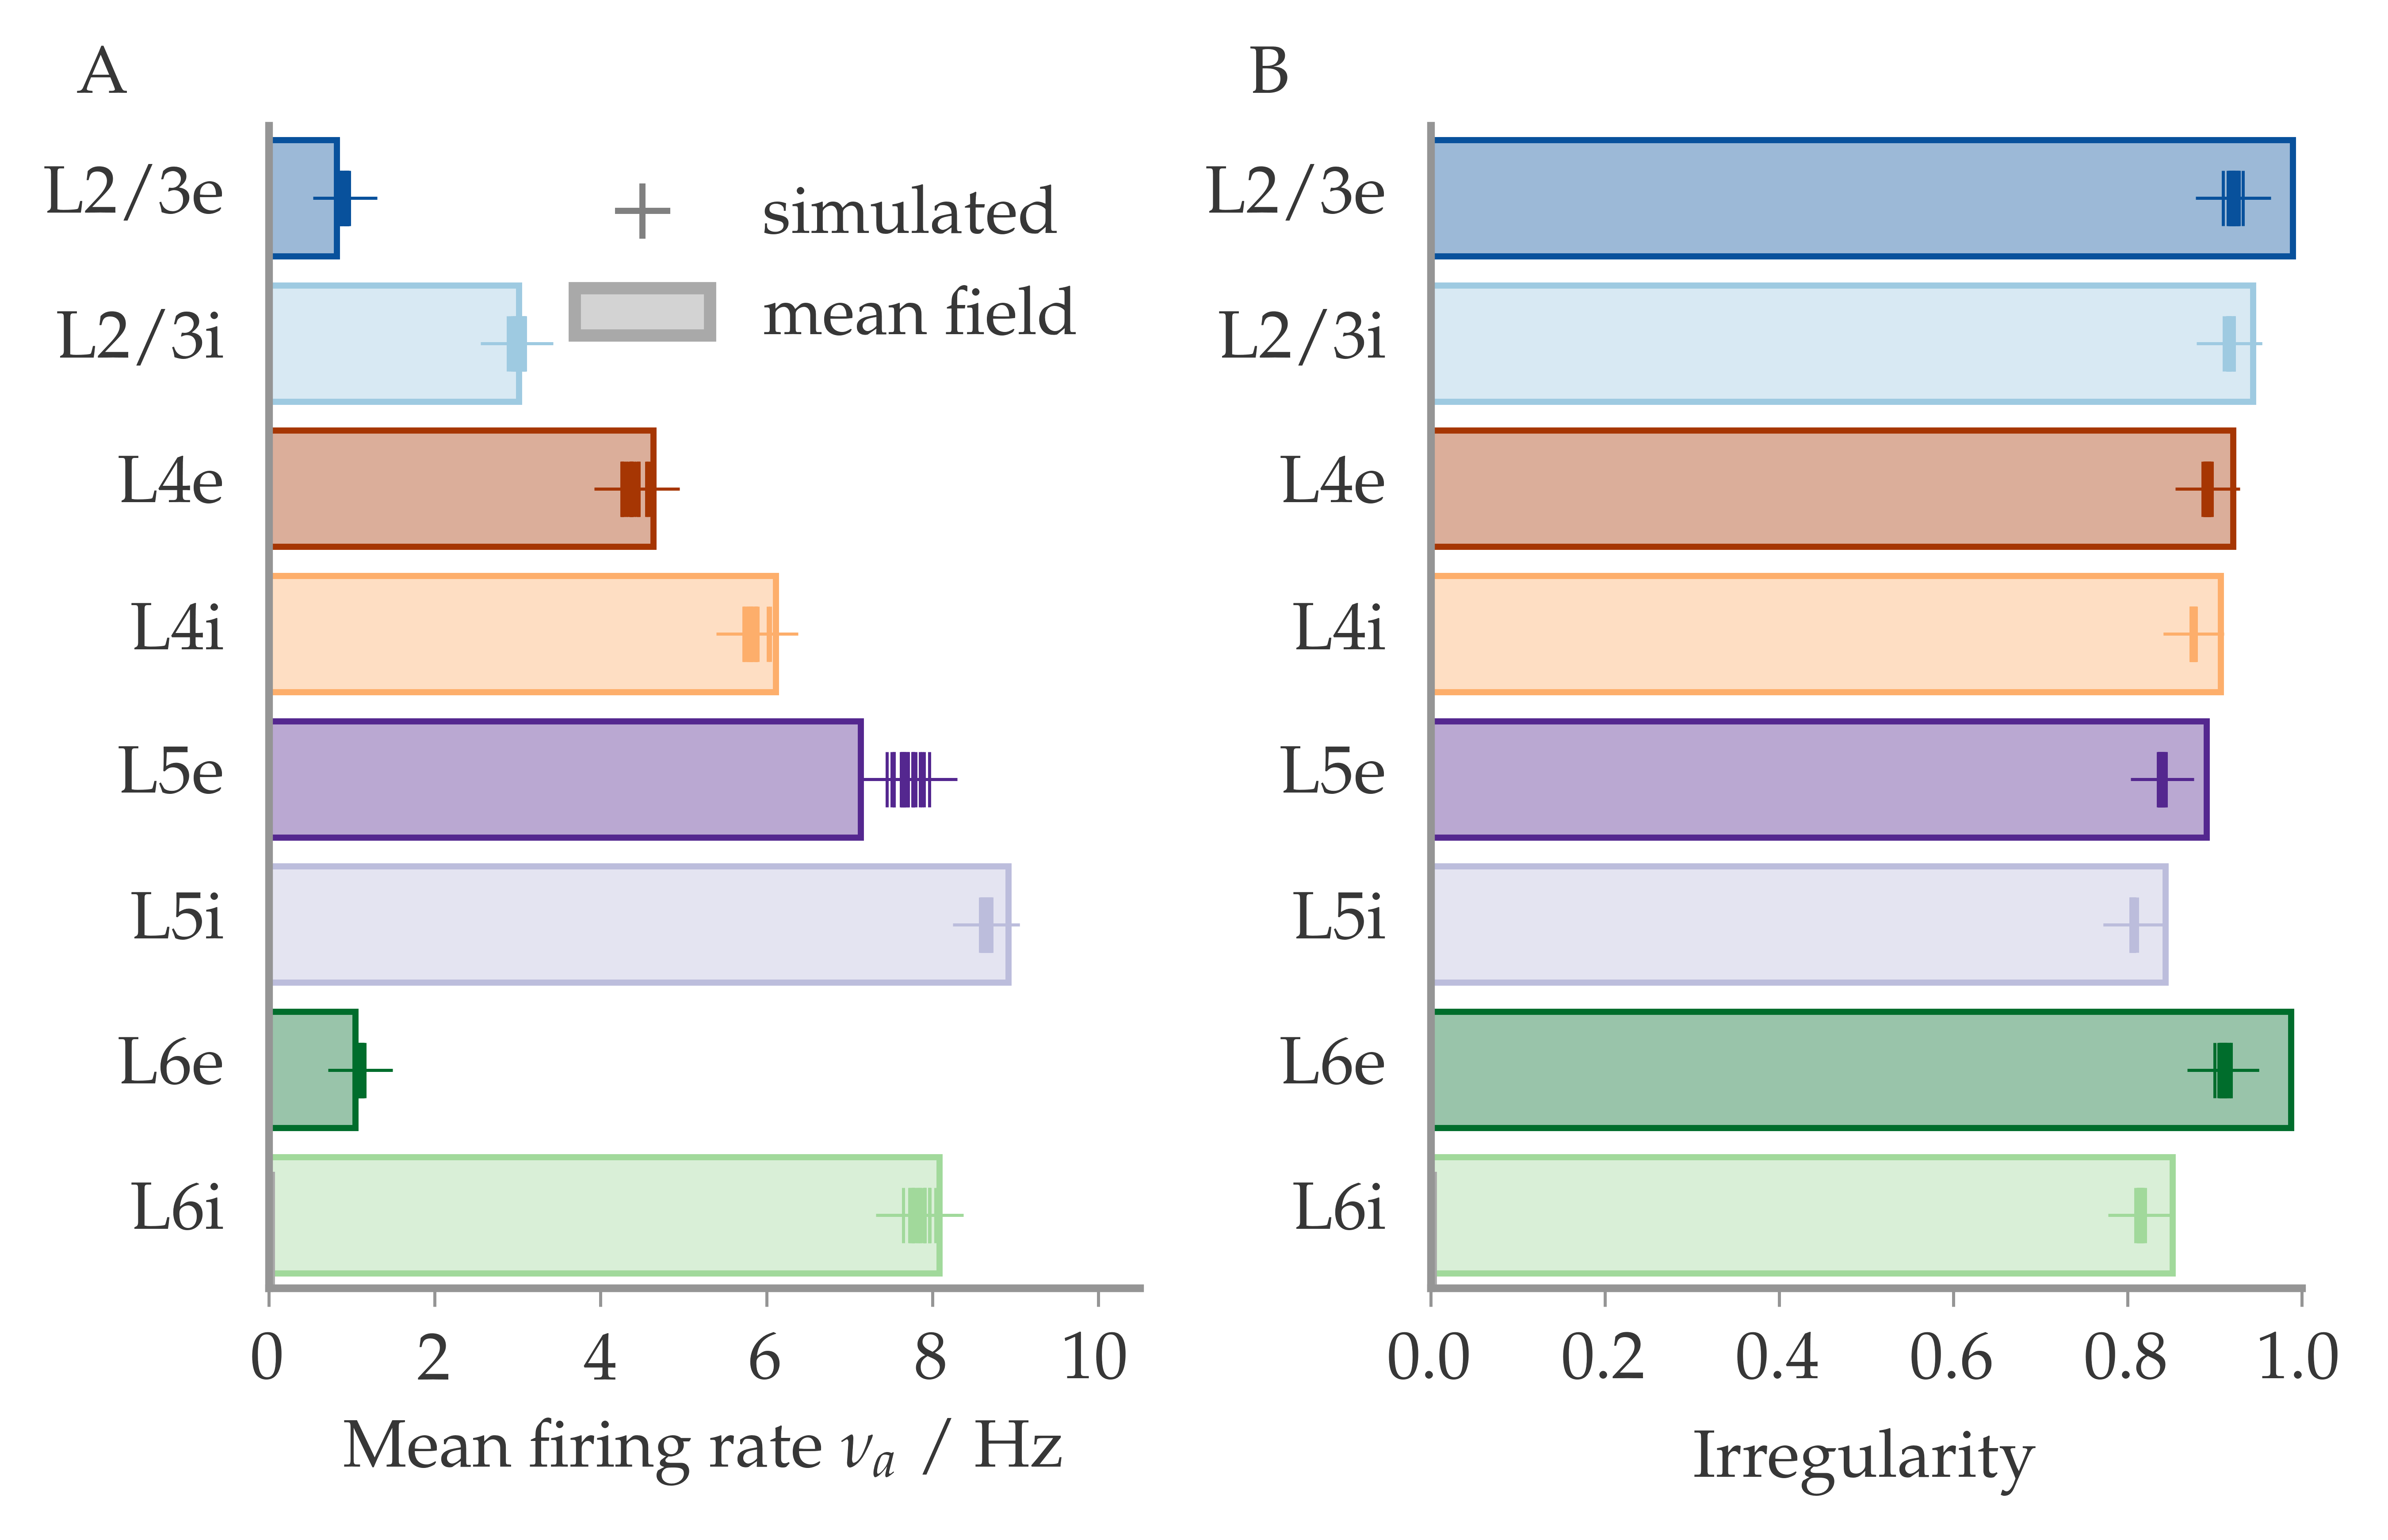 A
L2/3e
L2/3i
L4e
L4i
L5e
L5i
L6e
L6i
simulated
mean field
0 2 4 6 8 10
Mean firing rate νa / Hz
B
L2/3e
L2/3i
L4e
L4i
L5e
L5i
L6e
L6i
0.0 0.2 0.4 0.6 0.8 1.0
Irregularity